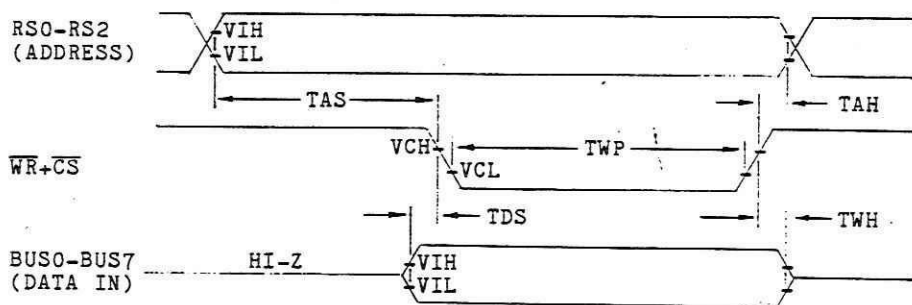 RS0-RS2
(ADDRESS)
VIH
VIL
TAS
TAH
WR+CS
VCH
TWP
VCL
TDS
TWH
BUS0-BUS7
(DATA IN)
HI-Z
VIH
VIL